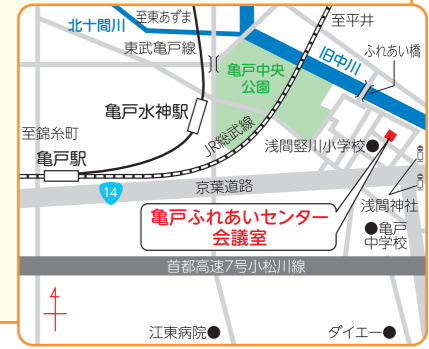 至東あずま
至平井
北十間川
東武亀戸線
旧中川
ふれあい橋
亀戸中央
公園
亀戸水神駅
JR総武線
至錦糸町
亀戸駅
浅間竪川小学校
14
京葉道路
浅間神社
亀戸ふれあいセンター
会議室
亀戸
中学校
首都高速7号小松川線
江東病院
ダイエー